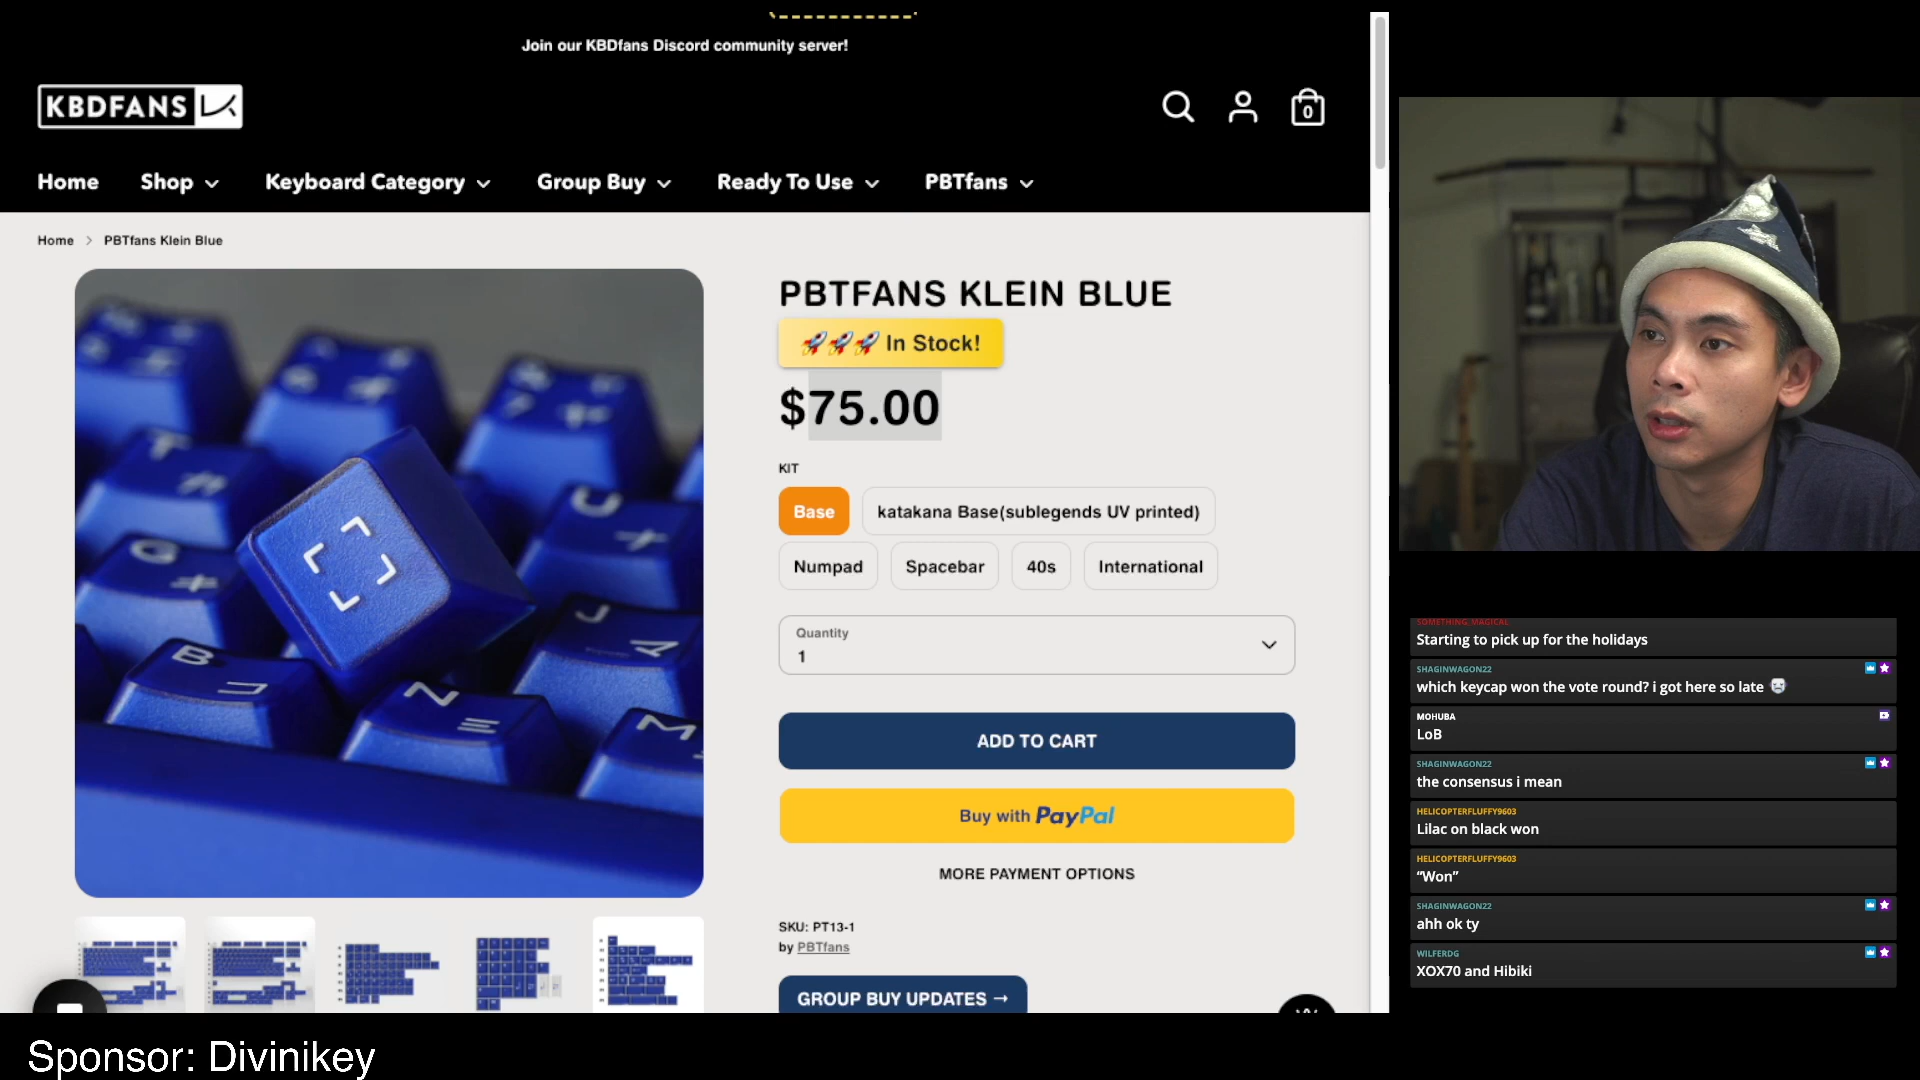 Join our KBDfans Discord community server!
KBDFANS
0
Home
Shop
Keyboard Category
Group Buy
Ready To Use
PBTfans
Home > PBTfans Klein Blue
PBTFANS KLEIN BLUE
🚀🚀🚀 In Stock!
$75.00
KIT
Base
katakana Base(sublegends UV printed)
Numpad
Spacebar
40s
International
Quantity
1
ADD TO CART
Buy with PayPal
MORE PAYMENT OPTIONS
SKU: PT13-1
by PBTfans
GROUP BUY UPDATES →
T
U
G
J
B
N
M
SOMETHING_MAGICAL
Starting to pick up for the holidays
SHAGINWAGON22
which keycap won the vote round? i got here so late
MOHUBA
LoB
SHAGINWAGON22
the consensus i mean
HELICOPTERFLUFFY9603
Lilac on black won
HELICOPTERFLUFFY9603
“Won”
SHAGINWAGON22
ahh ok ty
WILFERDG
XOX70 and Hibiki
Sponsor: Divinikey